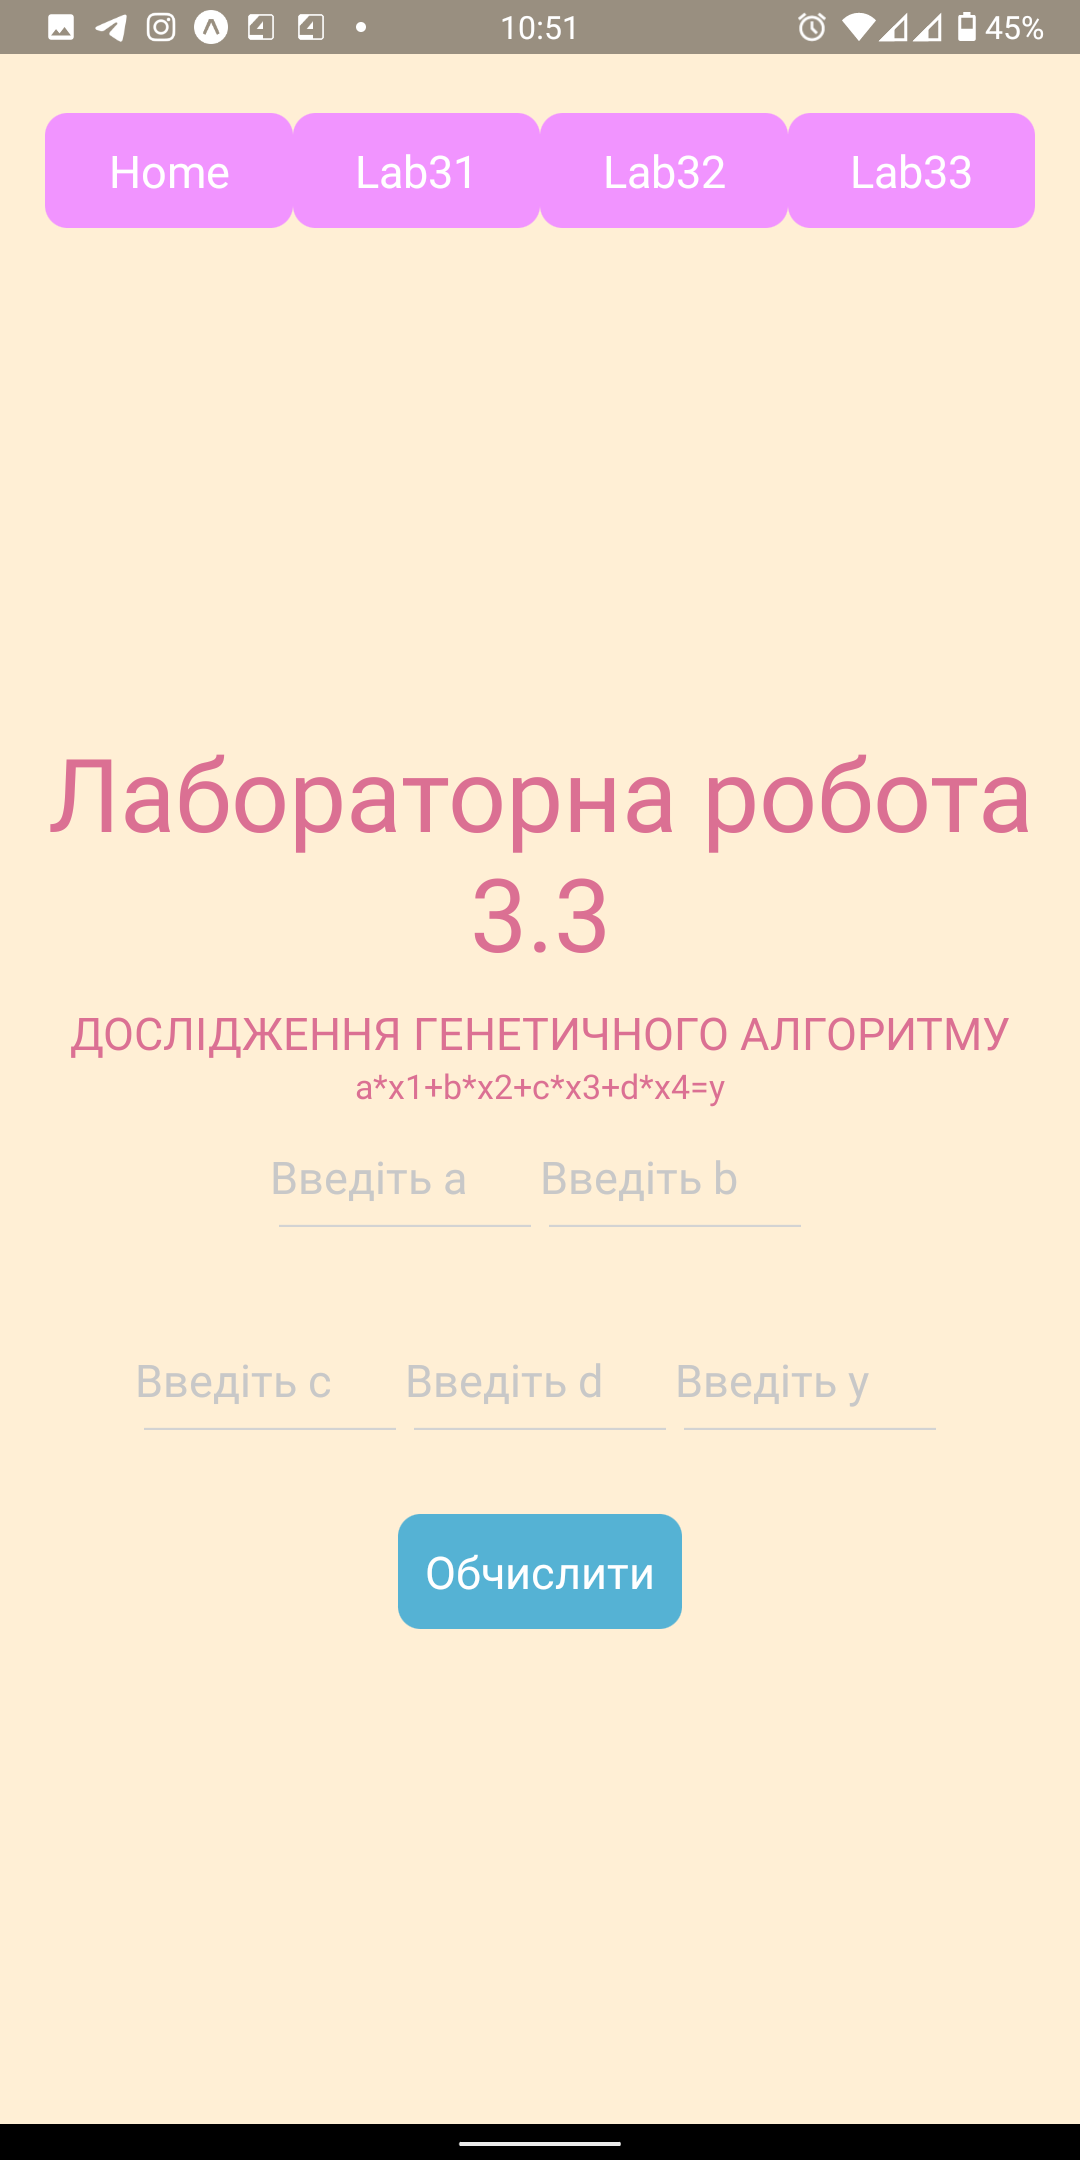 10:51
45%
Home Lab31 Lab32 Lab33
Лабораторна робота
3.3
ДОСЛІДЖЕННЯ ГЕНЕТИЧНОГО АЛГОРИТМУ
a*x1+b*x2+c*x3+d*x4=y
Введіть a Введіть b
Введіть c Введіть d Введіть y
Обчислити